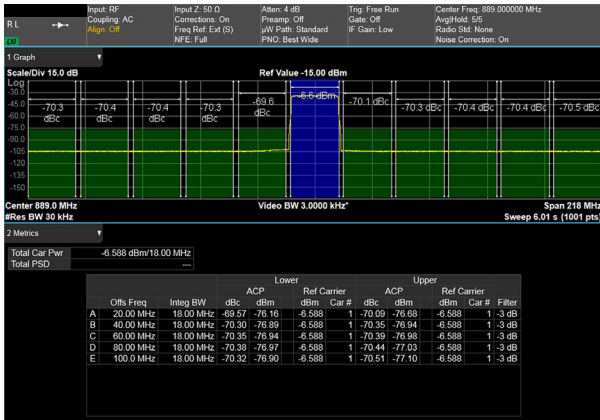 R L
Input: RF
Coupling: AC
Align: Off
Input Z: 50 Ω
Corrections: On
Freq Ref: Ext (S)
NFE: Full
Atten: 4 dB
Preamp: Off
µW Path: Standard
PNO: Best Wide
Trig: Free Run
Gate: Off
IF Gain: Low
Center Freq: 889.000000 MHz
Avg|Hold: 5/5
Radio Std: None
Noise Correction: On
1 Graph
Scale/Div 15.0 dB
Ref Value -15.00 dBm
Log
-30.0
-45.0
-60.0
-75.0
-90.0
-105
-120
-135
-150
-70.3 dBc
-70.4 dBc
-70.4 dBc
-70.3 dBc
-69.6 dBc
-6.6 dBm
-70.1 dBc
-70.3 dBc
-70.4 dBc
-70.4 dBc
-70.5 dBc
Center 889.0 MHz
Video BW 3.0000 kHz*
Span 218 MHz
#Res BW 30 kHz
Sweep 6.01 s (1001 pts)
2 Metrics
Total Car Pwr -6.588 dBm/18.00 MHz
Total PSD ---
Lower Upper
ACP Ref Carrier ACP Ref Carrier
Offs Freq Integ BW dBc dBm dBm Car # dBc dBm dBm Car # Filter
A 20.00 MHz 18.00 MHz -69.57 -76.16 -6.588 1 -70.09 -76.68 -6.588 1 -3 dB
B 40.00 MHz 18.00 MHz -70.30 -76.89 -6.588 1 -70.35 -76.94 -6.588 1 -3 dB
C 60.00 MHz 18.00 MHz -70.35 -76.94 -6.588 1 -70.39 -76.98 -6.588 1 -3 dB
D 80.00 MHz 18.00 MHz -70.38 -76.97 -6.588 1 -70.44 -77.03 -6.588 1 -3 dB
E 100.0 MHz 18.00 MHz -70.32 -76.90 -6.588 1 -70.51 -77.10 -6.588 1 -3 dB